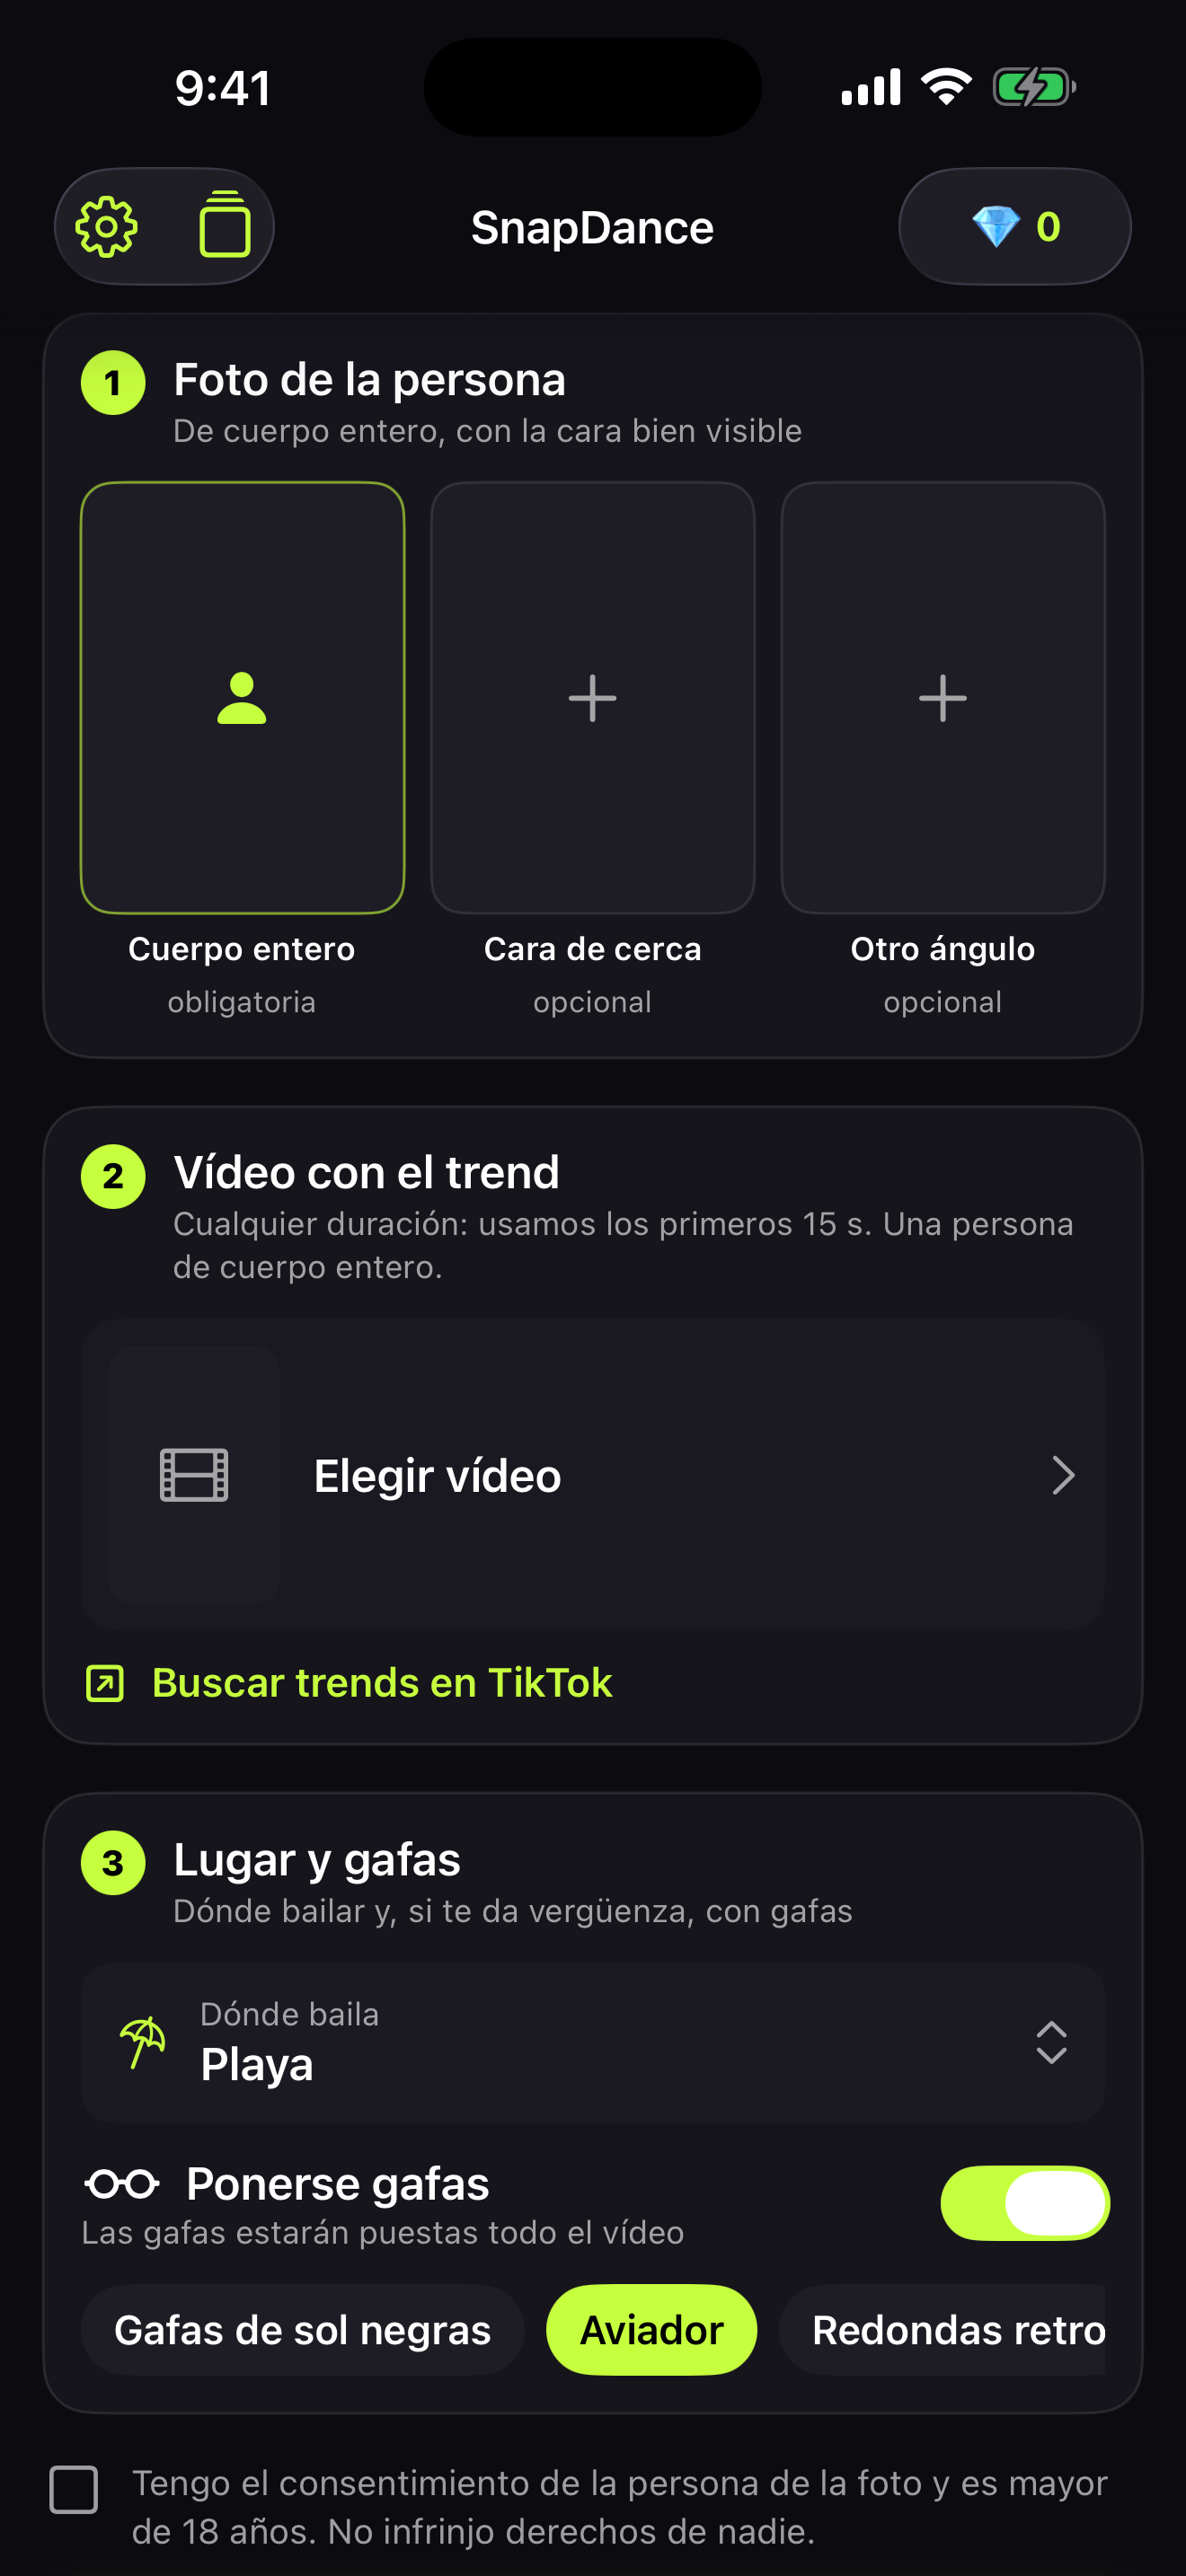 9:41
SnapDance
0
1
Foto de la persona
De cuerpo entero, con la cara bien visible
Cuerpo entero
obligatoria
Cara de cerca
opcional
Otro ángulo
opcional
2
Vídeo con el trend
Cualquier duración: usamos los primeros 15 s. Una persona
de cuerpo entero.
Elegir vídeo
Buscar trends en TikTok
3
Lugar y gafas
Dónde bailar y, si te da vergüenza, con gafas
Dónde baila
Playa
Ponerse gafas
Las gafas estarán puestas todo el vídeo
Gafas de sol negras
Aviador
Redondas retro
Tengo el consentimiento de la persona de la foto y es mayor
de 18 años. No infrinjo derechos de nadie.